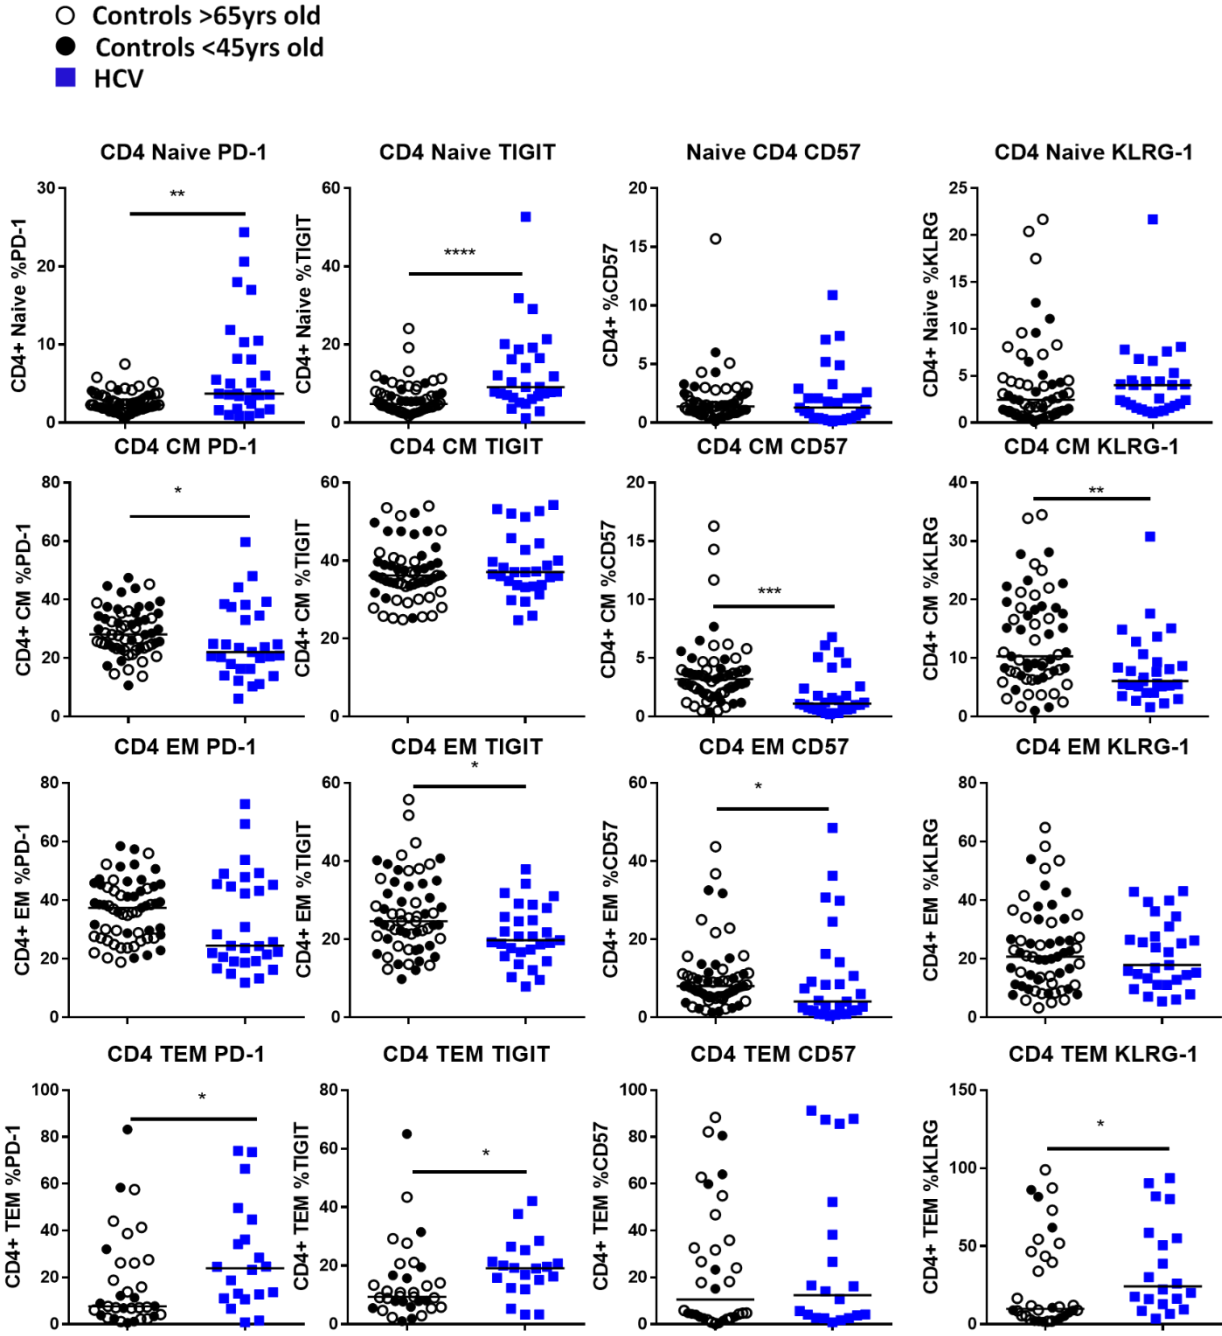 Controls >65yrs old
Controls <45yrs old
HCV
CD4 Naive PD-1
CD4 Naive TIGIT
Naive CD4 CD57
CD4 Naive KLRG-1
CD4+ Naive %PD-1
30
20
10
0
**
CD4+ Naive %TIGIT
60
40
20
0
****
CD4+ %CD57
20
15
10
5
0
CD4+ Naive %KLRG
25
20
15
10
5
0
CD4 CM PD-1
CD4 CM TIGIT
CD4 CM CD57
CD4 CM KLRG-1
CD4+ CM %PD-1
80
60
40
20
0
*
CD4+ CM %TIGIT
60
40
20
0
CD4+ CM %CD57
20
15
10
5
0
***
CD4+ CM %KLRG
40
30
20
10
0
**
CD4 EM PD-1
CD4 EM TIGIT
CD4 EM CD57
CD4 EM KLRG-1
CD4+ EM %PD-1
80
60
40
20
0
CD4+ EM %TIGIT
60
40
20
0
*
CD4+ EM %CD57
60
40
20
0
*
CD4+ EM %KLRG
80
60
40
20
0
CD4 TEM PD-1
CD4 TEM TIGIT
CD4 TEM CD57
CD4 TEM KLRG-1
CD4+ TEM %PD-1
100
80
60
40
20
0
*
CD4+ TEM %TIGIT
80
60
40
20
0
*
CD4+ TEM %CD57
100
80
60
40
20
0
CD4+ TEM %KLRG
150
100
50
0
*